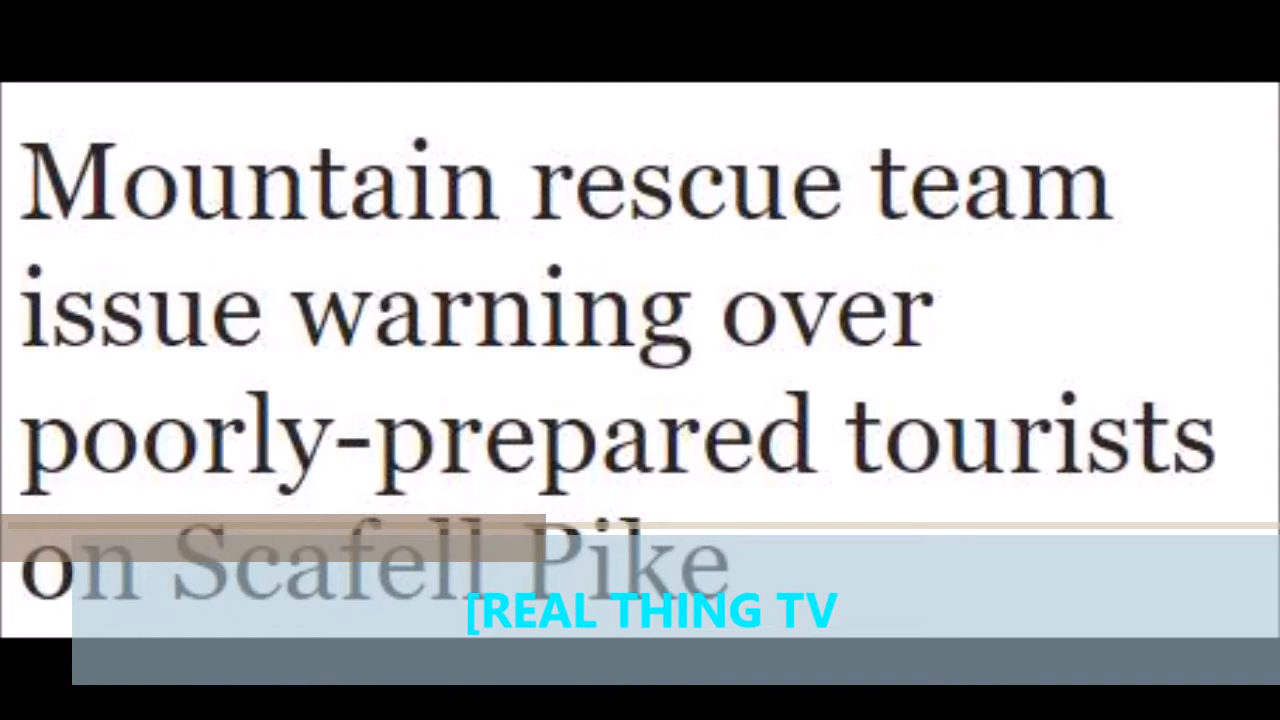 Mountain rescue team
issue warning over
poorly-prepared tourists
on Scafell Pike
[REAL THING TV